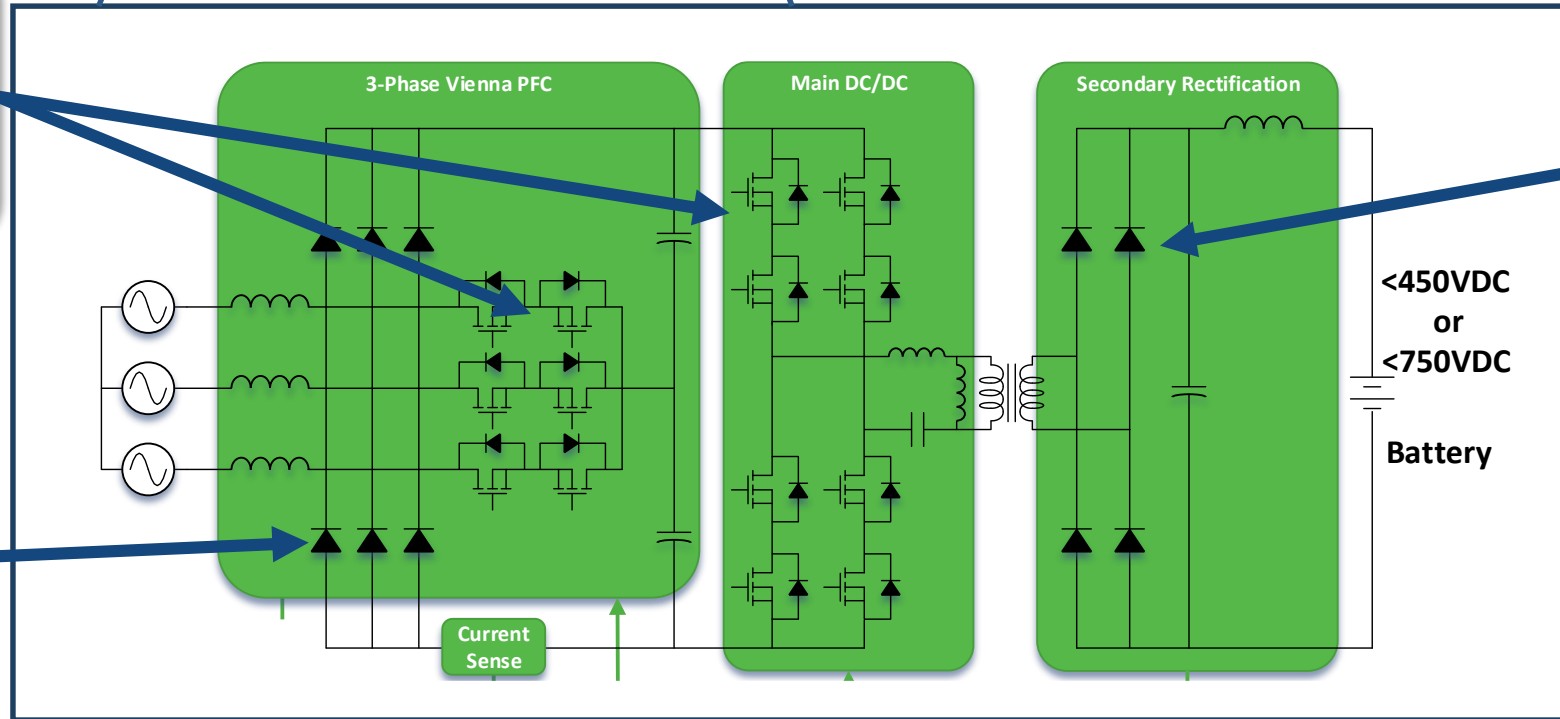 3-Phase Vienna PFC
Main DC/DC
Secondary Rectification
<450VDC
or
<750VDC
Battery
Current
Sense